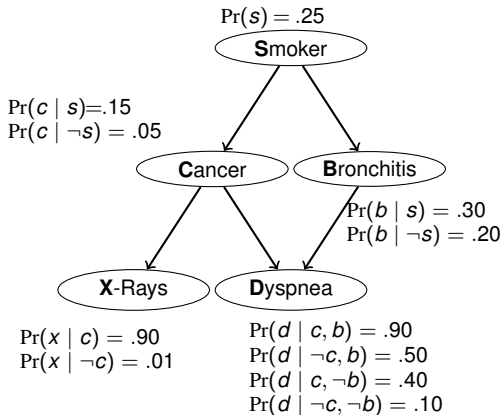 Pr(s) = .25
Smoker
Pr(c | s)=.15
Pr(c | ¬s) = .05
Cancer
Bronchitis
Pr(b | s) = .30
Pr(b | ¬s) = .20
X-Rays
Dyspnea
Pr(x | c) = .90
Pr(x | ¬c) = .01
Pr(d | c, b) = .90
Pr(d | ¬c, b) = .50
Pr(d | c, ¬b) = .40
Pr(d | ¬c, ¬b) = .10